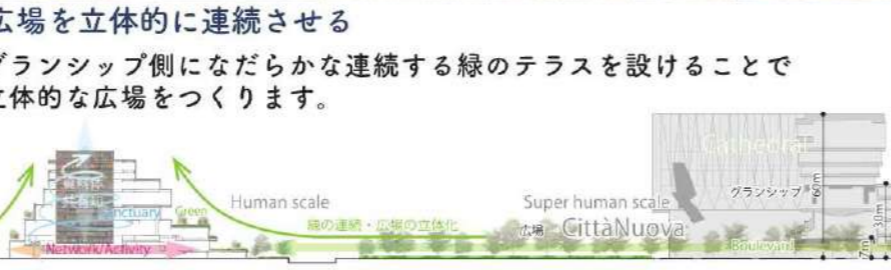 広場を立体的に連続させる
グランシップ側になだらかな連続する緑のテラスを設けることで
立体的な広場をつくります。
Cathedral
グランシップ
60m
30m
7m
Human scale
Super human scale
Sanctuary
Green
緑の連続・広場の立体化
広場
CittàNuova
Network/Activity
Boulevard